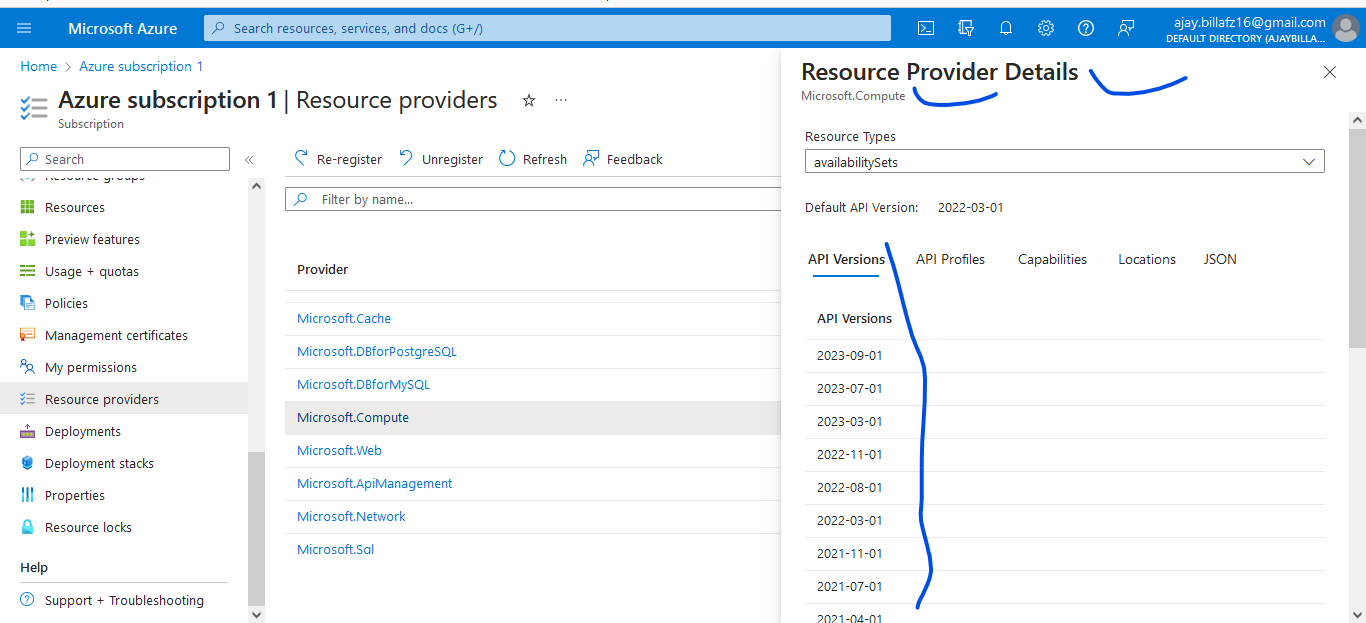 Microsoft Azure
Search resources, services, and docs (G+/)
ajay.billafz16@gmail.com
DEFAULT DIRECTORY (AJAYBILLA...
Home > Azure subscription 1
Azure subscription 1 | Resource providers
Subscription
Search
Resource groups
Resources
Preview features
Usage + quotas
Policies
Management certificates
My permissions
Resource providers
Deployments
Deployment stacks
Properties
Resource locks
Help
Support + Troubleshooting
Re-register
Unregister
Refresh
Feedback
Filter by name...
Provider
Microsoft.Cache
Microsoft.DBforPostgreSQL
Microsoft.DBforMySQL
Microsoft.Compute
Microsoft.Web
Microsoft.ApiManagement
Microsoft.Network
Microsoft.Sql
Resource Provider Details
Microsoft.Compute
Resource Types
availabilitySets
Default API Version: 2022-03-01
API Versions
API Profiles
Capabilities
Locations
JSON
API Versions
2023-09-01
2023-07-01
2023-03-01
2022-11-01
2022-08-01
2022-03-01
2021-11-01
2021-07-01
2021-04-01